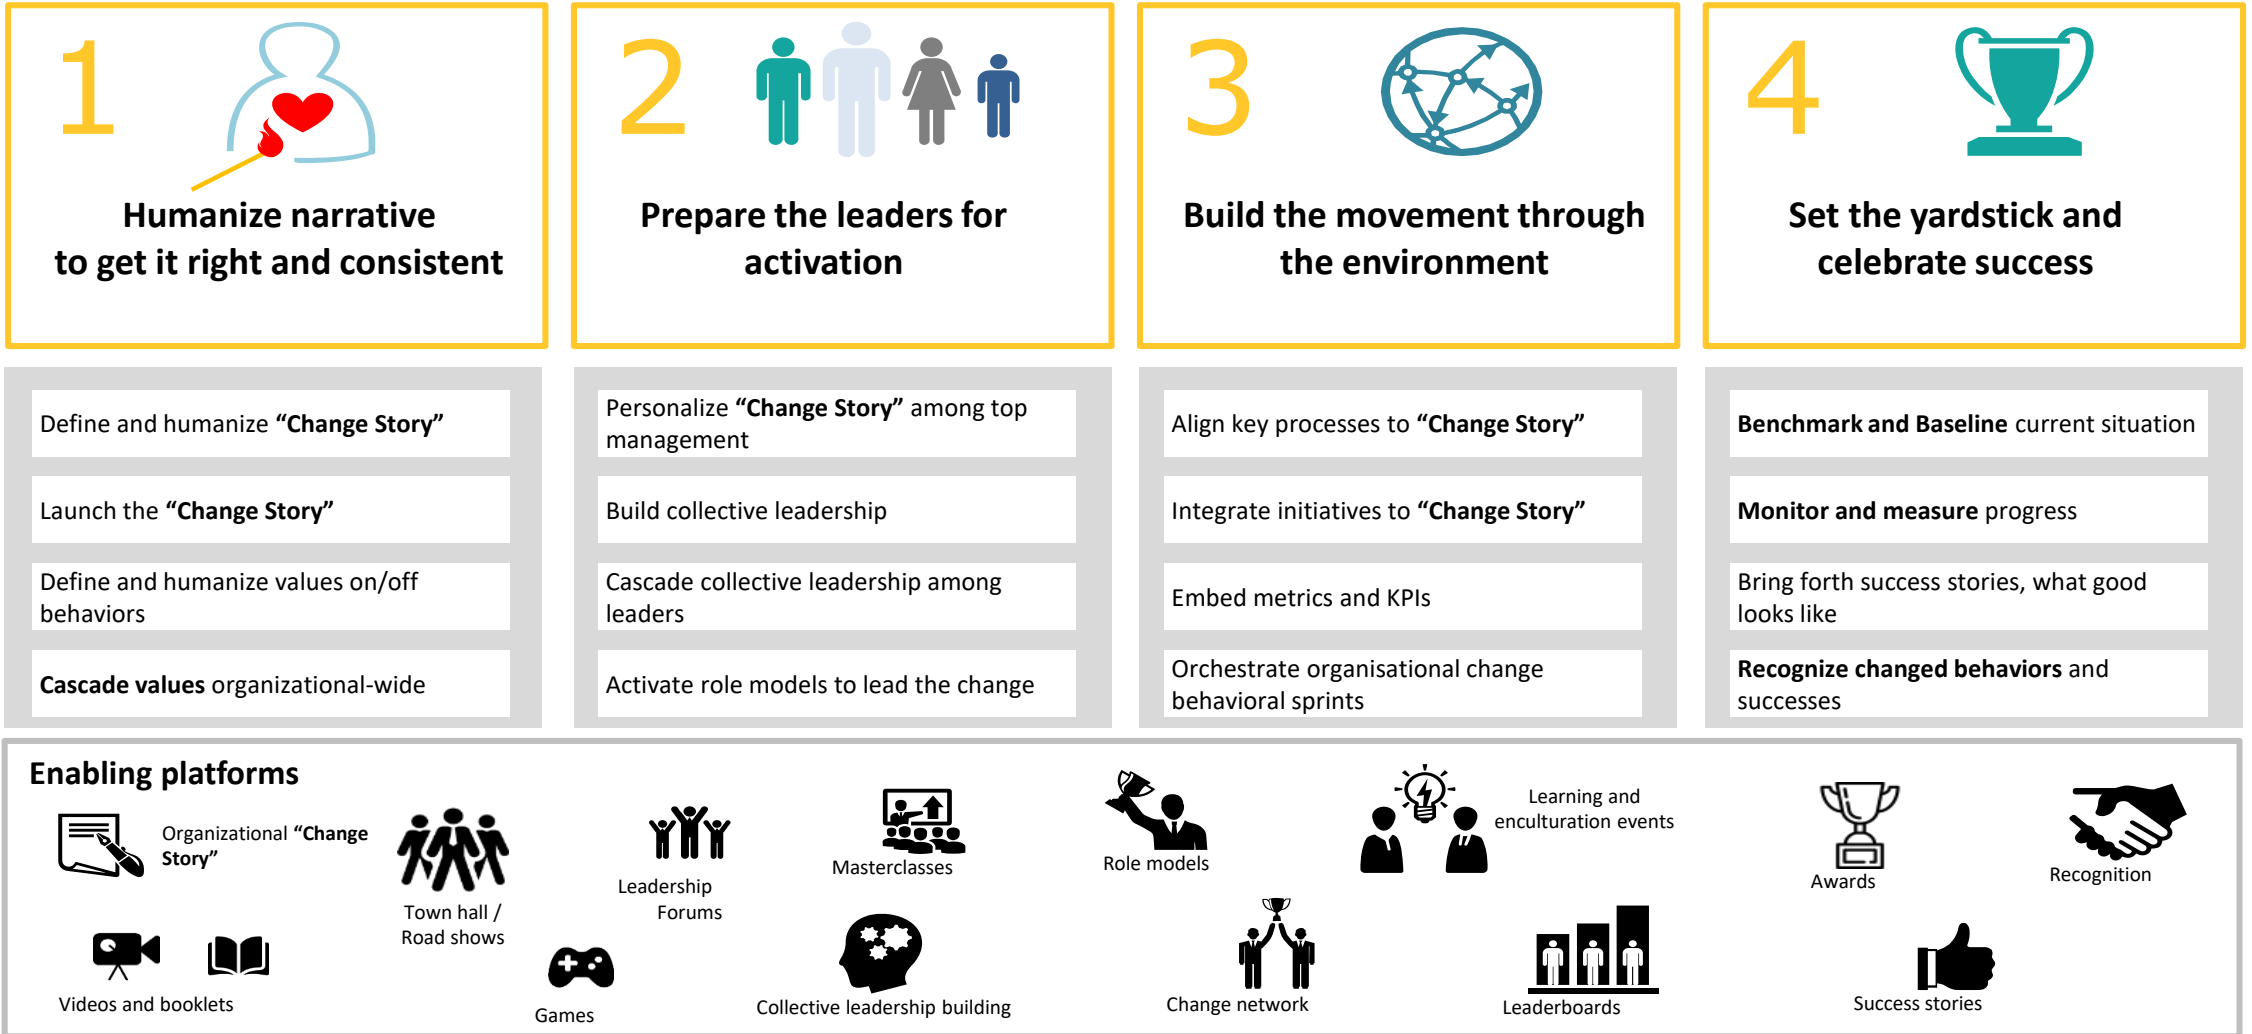 1
Humanize narrative
to get it right and consistent
2
Prepare the leaders for
activation
3
Build the movement through
the environment
4
Set the yardstick and
celebrate success
Define and humanize “Change Story”
Launch the “Change Story”
Define and humanize values on/off
behaviors
Cascade values organizational-wide
Personalize “Change Story” among top
management
Build collective leadership
Cascade collective leadership among
leaders
Activate role models to lead the change
Align key processes to “Change Story”
Integrate initiatives to “Change Story”
Embed metrics and KPIs
Orchestrate organisational change
behavioral sprints
Benchmark and Baseline current situation
Monitor and measure progress
Bring forth success stories, what good
looks like
Recognize changed behaviors and
successes
Enabling platforms
Organizational “Change
Story”
Town hall /
Road shows
Leadership
Forums
Masterclasses
Role models
Learning and
enculturation events
Awards
Recognition
Videos and booklets
Games
Collective leadership building
Change network
Leaderboards
Success stories